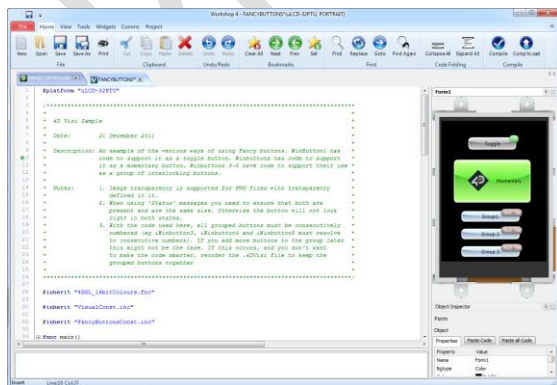 Workshop 4 - FANCYBUTTONS*(uLCD-32PTU, PORTRAIT)
File Home View Tools Widgets Comms Project
New Open Save Save As Print Cut Copy Paste Delete Undo Redo Clear All Next Prev Set Find Replace Goto Find Again Collapse All Expand All Compile Comp'nLoad
File Clipboard Undo/Redo Bookmarks Find Code Folding Compile
FANCYBUTTONS*
#platform "uLCD-32PTU"
4D Visi Sample
Date: 2: December 2011
Description: An example of the various ways of using Fancy buttons. WinButton1 has
code to support it as a toggle button. Winbutton2 has code to support
it as a momentary button. Winbuttons 3-5 have code to support their use
as a group of interlocking buttons.
Notes: 1. Image transparency is supported for PNG files with transparency
defined in it.
2. When using 'Status' messages you need to ensure that both are
present and are the same size. Otherwise the button will not look
right in both states.
3. With the code used here, all grouped buttons must be consecutively
numbered (eg iWinbutton3, iWinbutton4 and iWinbutton5 must resolve
to consecutive numbers). If you add more buttons to the group later
this might not be the case. If this occurs, and you don't want
to make the code smarter, reorder the .4DVisi file to keep the
grouped buttons together
#inherit "4DGL_16bitColours.fnc"
#inherit "VisualConst.inc"
#inherit "FancyButtonsConst.inc"
func main()
Form1
Toggle
Momentary
Group1
Group 2
Group 3
Object Inspector
Form
Object
Properties Paste Code Paste all Code
Property Value
Name Form1
Bgtype Color
Insert Line:10 Col:37